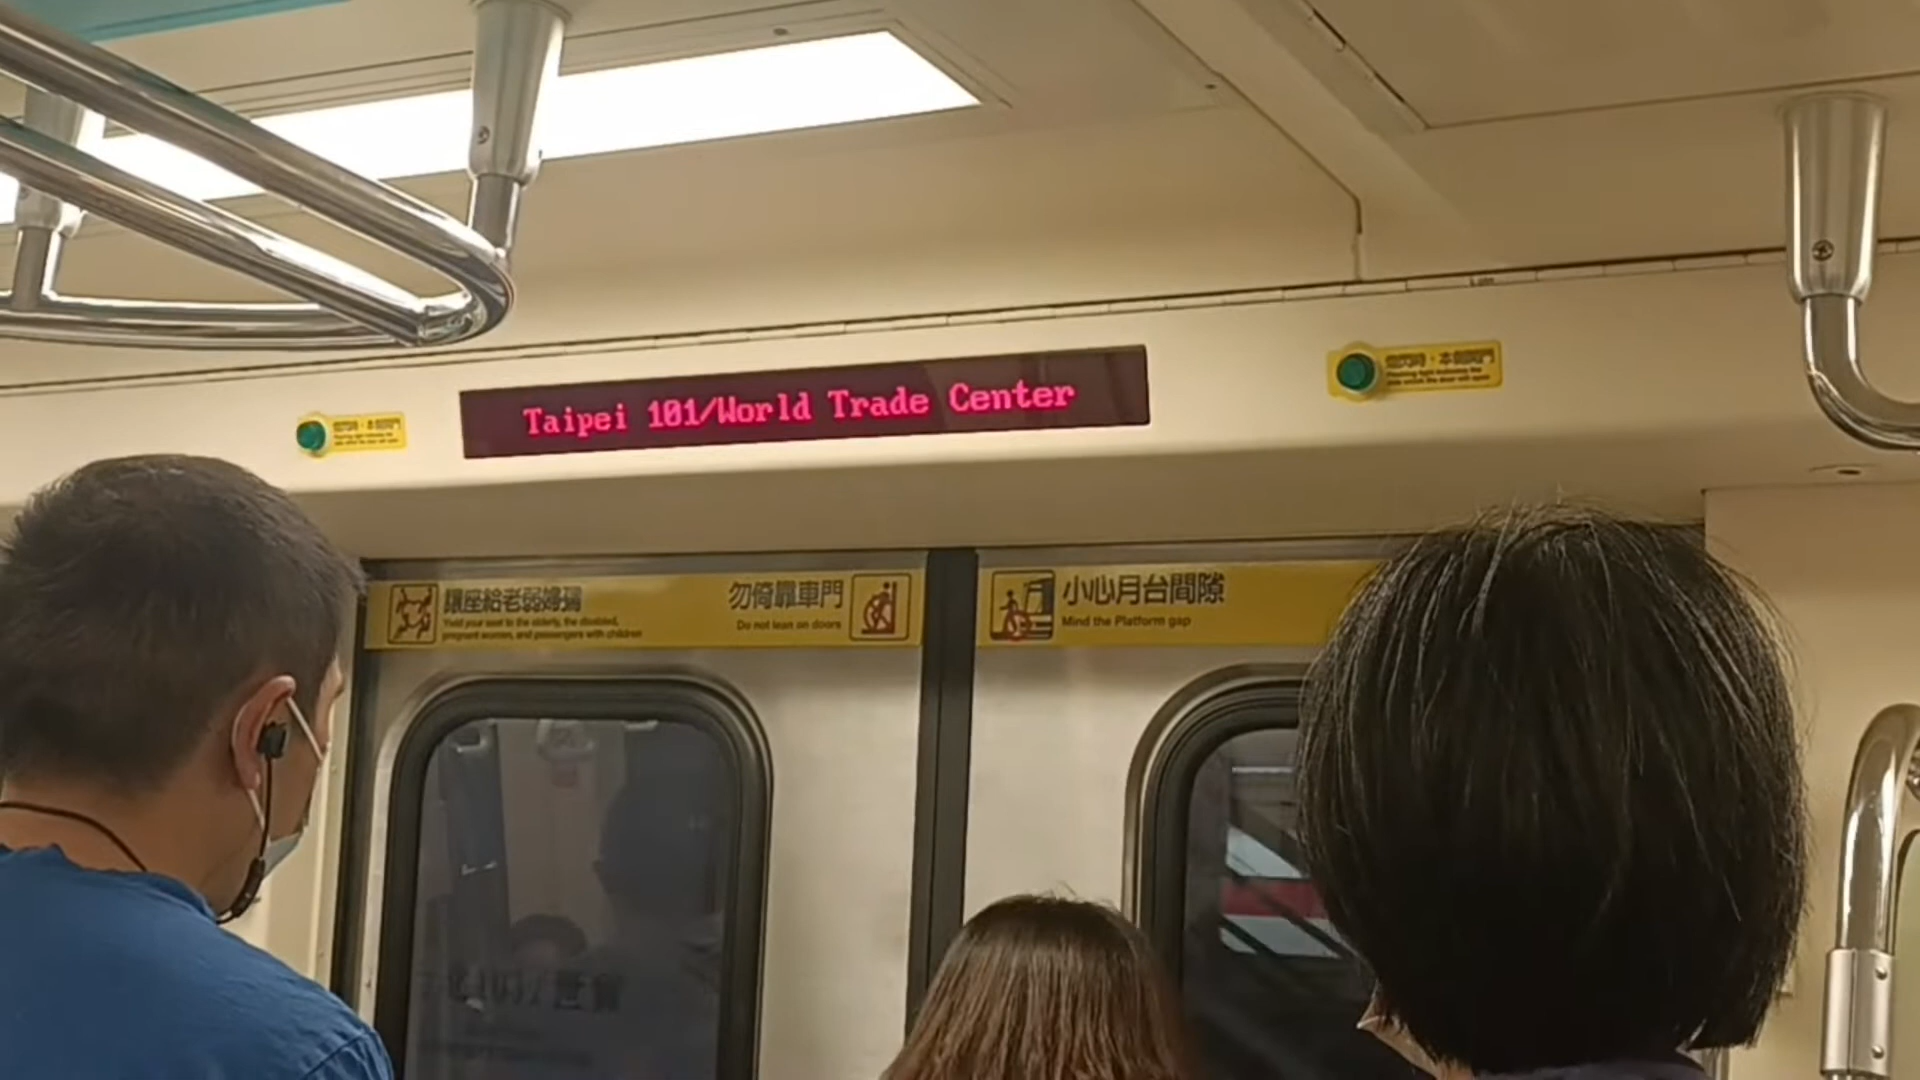 Taipei 101/World Trade Center
讓座給老弱婦孺
Yield your seat to the elderly, the disabled,
pregnant women, and passengers with children
勿倚靠車門
Do not lean on doors
小心月台間隙
Mind the Platform gap